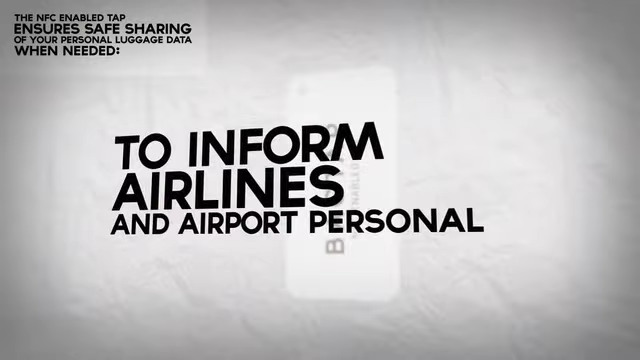 THE NFC ENABLED TAP
ENSURES SAFE SHARING
OF YOUR PERSONAL LUGGAGE DATA
WHEN NEEDED:
TO INFORM
AIRLINES
AND AIRPORT PERSONAL